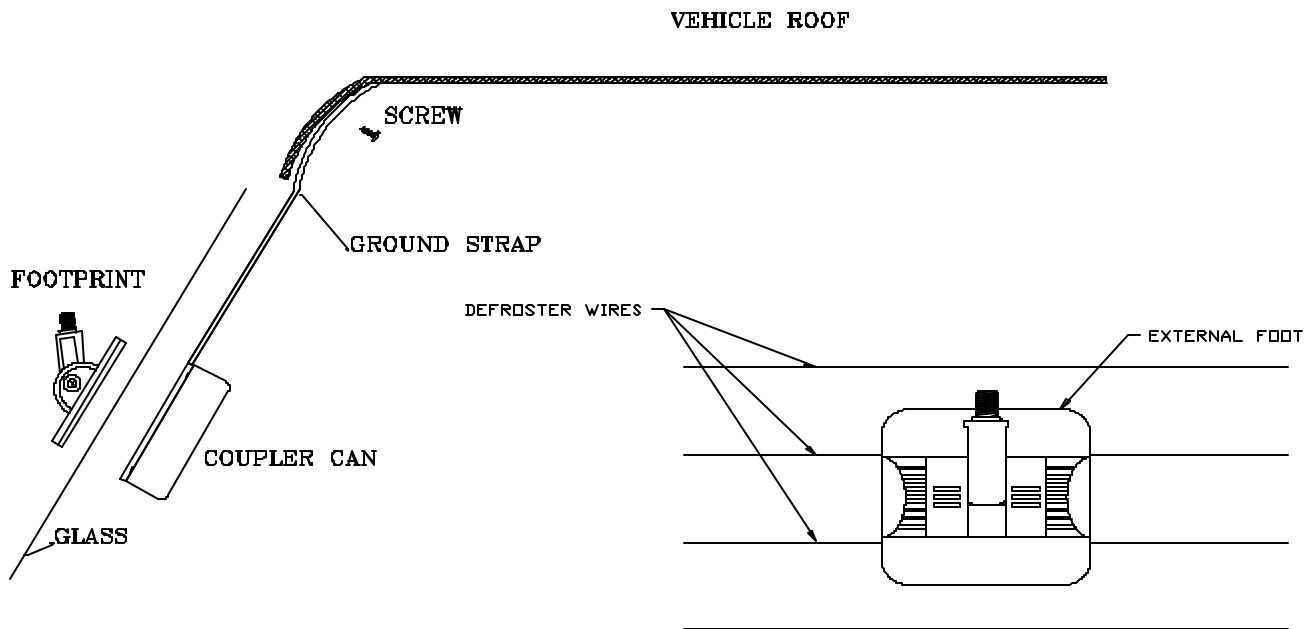 VEHICLE ROOF
SCREW
GROUND STRAP
FOOTPRINT
DEFROSTER WIRES
EXTERNAL FOOT
COUPLER CAN
GLASS